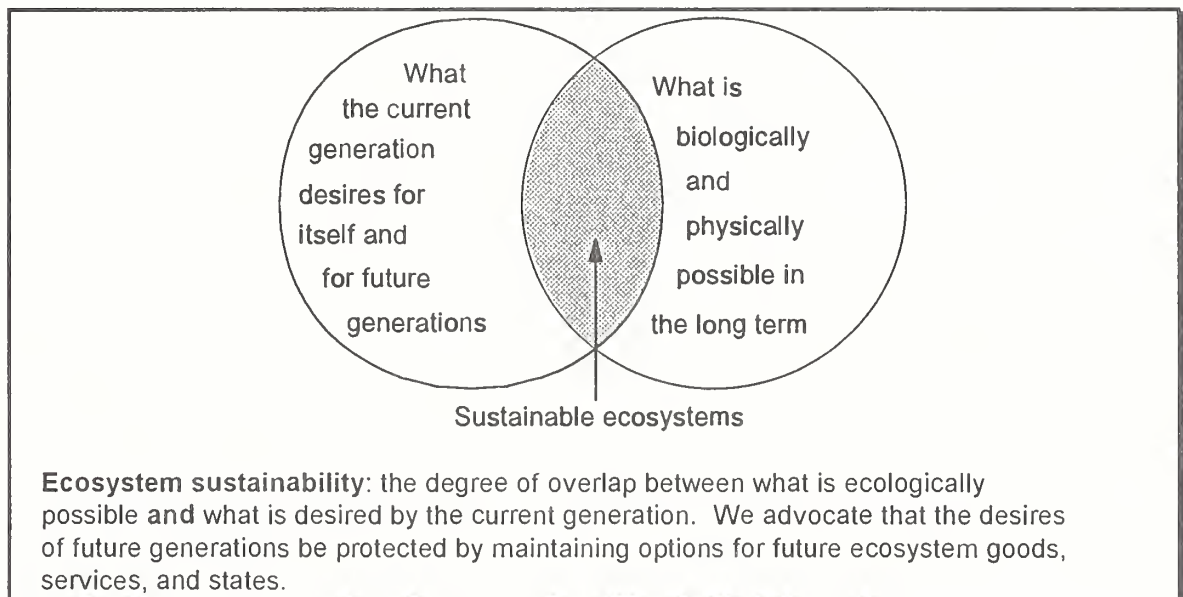 What
the current
generation
desires for
itself and
for future
generations
What is
biologically
and
physically
possible in
the long term
Sustainable ecosystems
Ecosystem sustainability: the degree of overlap between what is ecologically
possible and what is desired by the current generation. We advocate that the desires
of future generations be protected by maintaining options for future ecosystem goods,
services, and states.